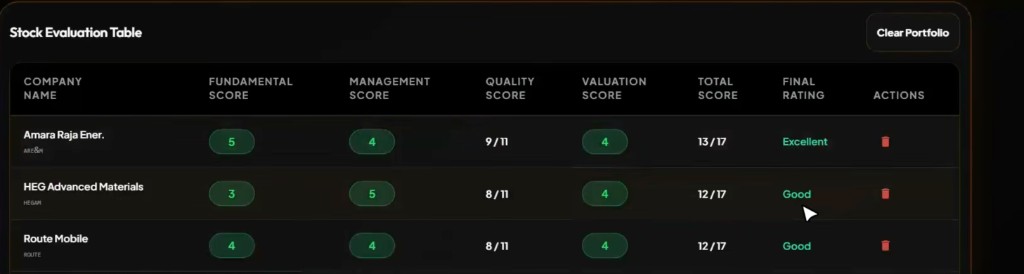 Stock Evaluation Table
Clear Portfolio
COMPANY NAME FUNDAMENTAL SCORE MANAGEMENT SCORE QUALITY SCORE VALUATION SCORE TOTAL SCORE FINAL RATING ACTIONS
Amara Raja Ener. 5 4 9 / 11 4 13 / 17 Excellent
ARE&M
HEG Advanced Materials 3 5 8 / 11 4 12 / 17 Good
HEGAM
Route Mobile 4 4 8 / 11 4 12 / 17 Good
ROUTE